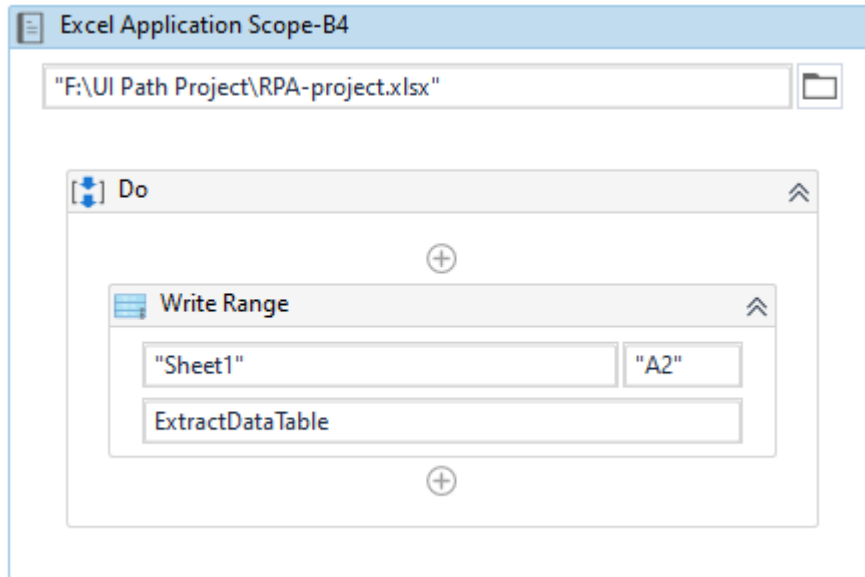 Excel Application Scope-B4
"F:\UI Path Project\RPA-project.xlsx"
Do
Write Range
"Sheet1" "A2"
ExtractDataTable